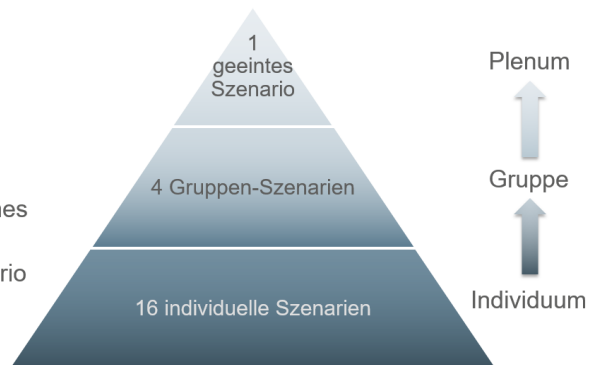 1
geeintes
Szenario
Plenum
4 Gruppen-Szenarien
Gruppe
16 individuelle Szenarien
Individuum